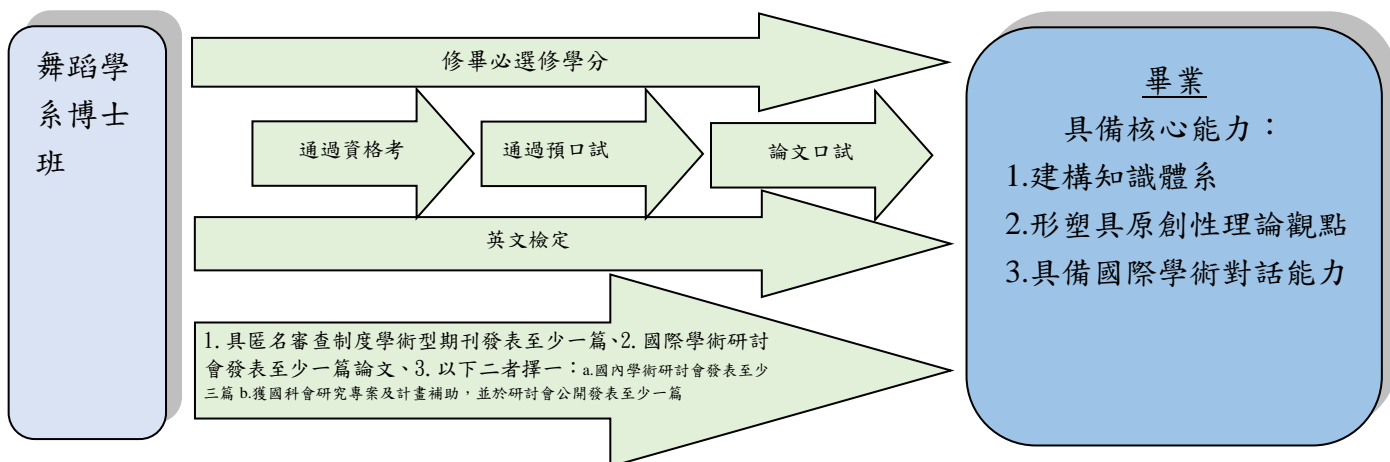 舞蹈學
系博士
班
修畢必選修學分
通過資格考
通過預口試
論文口試
英文檢定
1. 具匿名審查制度學術型期刊發表至少一篇、2. 國際學術研討
會發表至少一篇論文、3. 以下二者擇一：a.國內學術研討會發表至少
三篇 b.獲國科會研究專案及計畫補助，並於研討會公開發表至少一篇
畢業
具備核心能力：
1.建構知識體系
2.形塑具原創性理論觀點
3.具備國際學術對話能力